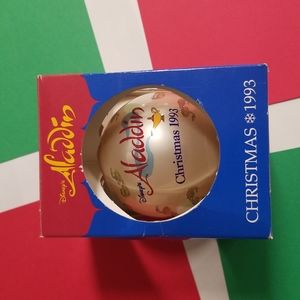 Disney's
Aladdin
Disney's
Aladdin
Christmas 1993
CHRISTMAS ❄ 1993